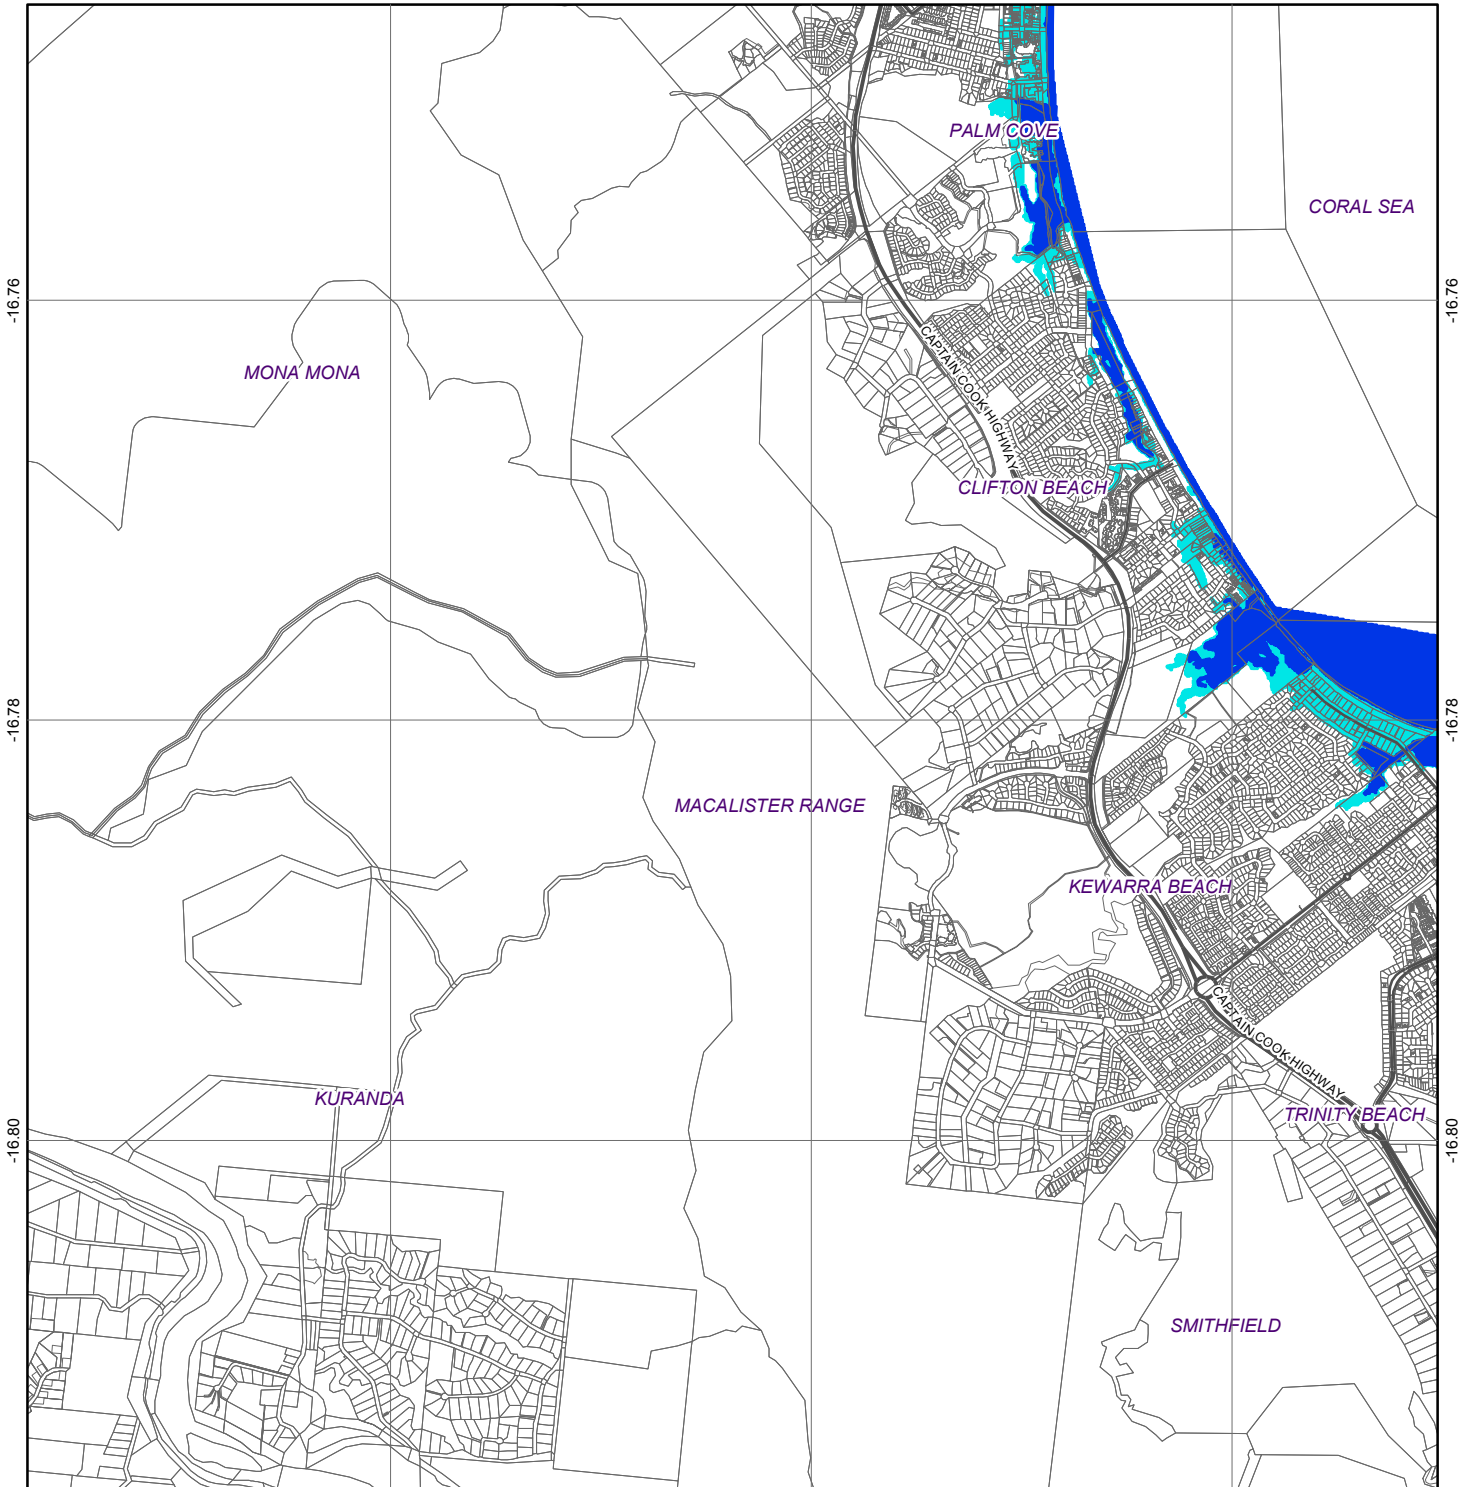 PALM COVE
CORAL SEA
-16.76
-16.76
MONA MONA
CAPTAIN COOK HIGHWAY
CLIFTON BEACH
-16.78
-16.78
MACALISTER RANGE
KEWARRA BEACH
CAPTAIN COOK HIGHWAY
KURANDA
TRINITY BEACH
-16.80
-16.80
SMITHFIELD